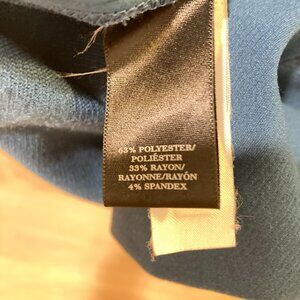 63% POLYESTER/
POLIÉSTER
33% RAYON/
RAYONNE/RAYÓN
4% SPANDEX